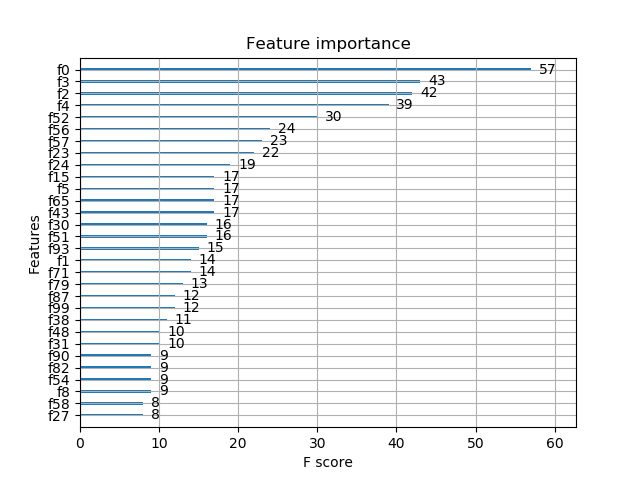 Feature importance
f0 57
f3 43
f2 42
f4 39
f52 30
f56 24
f57 23
f23 22
f24 19
f15 17
f5 17
f65 17
f43 17
f30 16
f51 16
f93 15
f1 14
f71 14
f79 13
f87 12
f99 12
f38 11
f48 10
f31 10
f90 9
f82 9
f54 9
f8 9
f58 8
f27 8
Features
0 10 20 30 40 50 60
F score